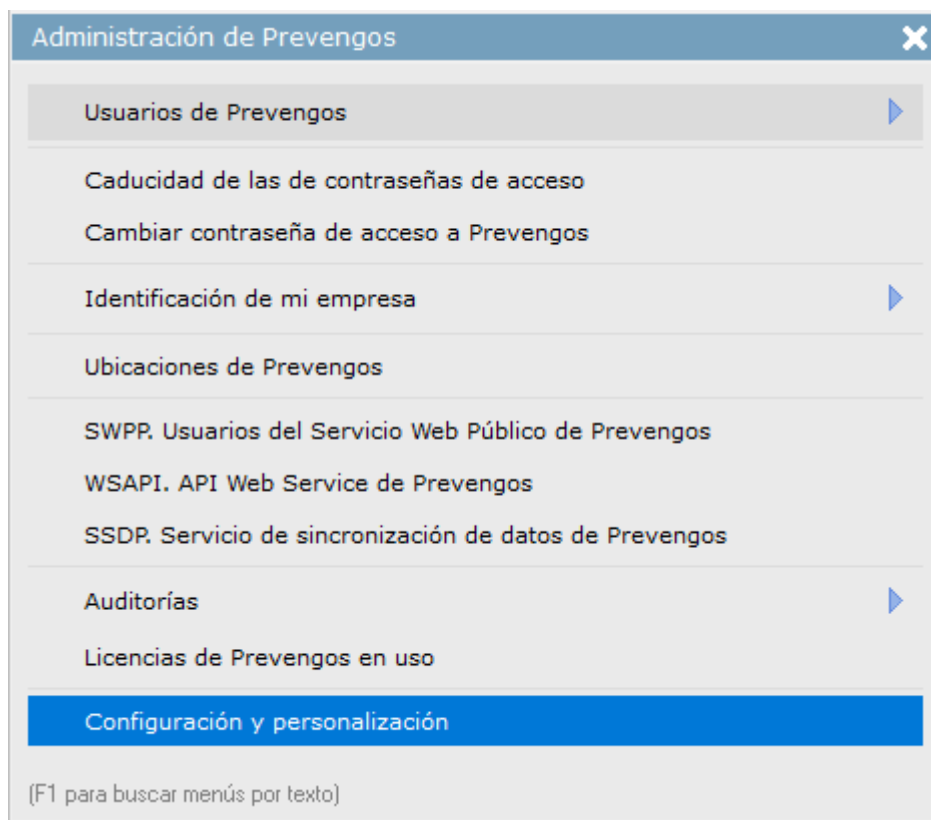 Administración de Prevengos
Usuarios de Prevengos
Caducidad de las de contraseñas de acceso
Cambiar contraseña de acceso a Prevengos
Identificación de mi empresa
Ubicaciones de Prevengos
SWPP. Usuarios del Servicio Web Público de Prevengos
WSAPI. API Web Service de Prevengos
SSDP. Servicio de sincronización de datos de Prevengos
Auditorías
Licencias de Prevengos en uso
Configuración y personalización
(F1 para buscar menús por texto)